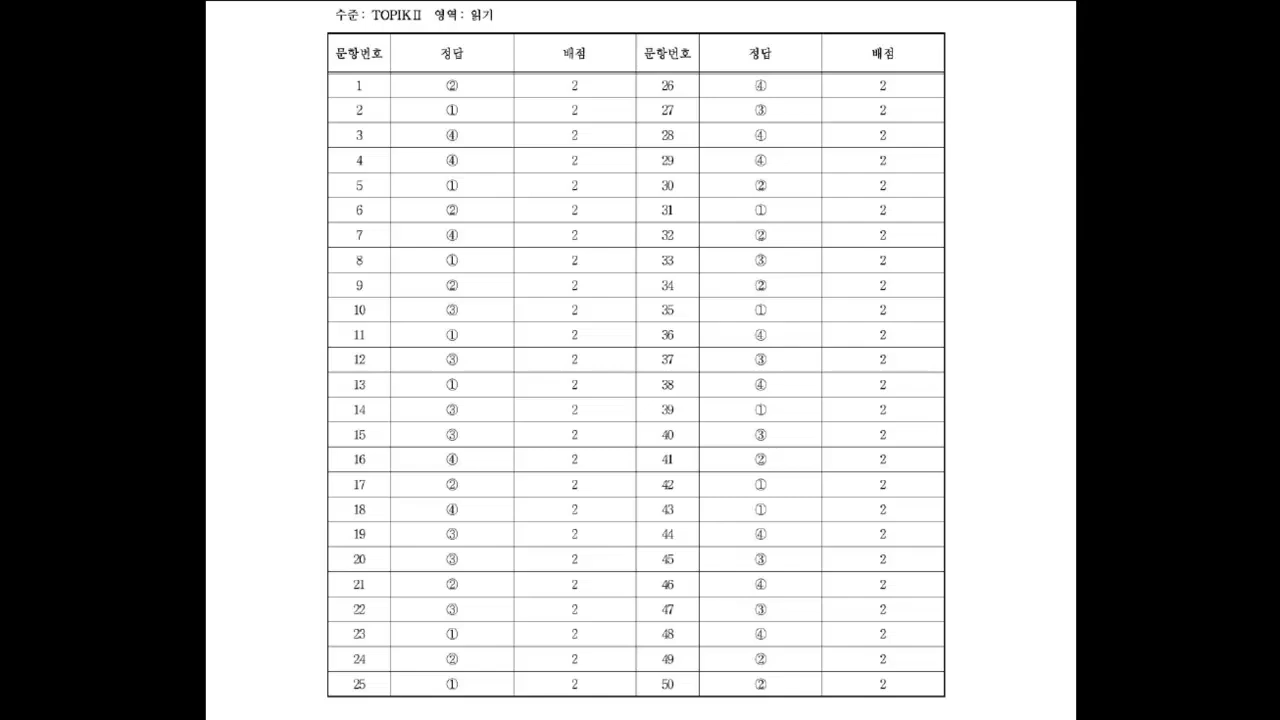 수준 : TOPIKⅡ 영역 : 읽기
문항번호 정답 배점 문항번호 정답 배점
1 ② 2 26 ④ 2
2 ① 2 27 ③ 2
3 ④ 2 28 ④ 2
4 ④ 2 29 ④ 2
5 ① 2 30 ② 2
6 ② 2 31 ① 2
7 ④ 2 32 ② 2
8 ① 2 33 ③ 2
9 ② 2 34 ② 2
10 ③ 2 35 ① 2
11 ① 2 36 ④ 2
12 ③ 2 37 ③ 2
13 ① 2 38 ④ 2
14 ③ 2 39 ① 2
15 ③ 2 40 ③ 2
16 ④ 2 41 ② 2
17 ② 2 42 ① 2
18 ④ 2 43 ① 2
19 ③ 2 44 ④ 2
20 ③ 2 45 ③ 2
21 ② 2 46 ④ 2
22 ③ 2 47 ③ 2
23 ① 2 48 ④ 2
24 ② 2 49 ② 2
25 ① 2 50 ② 2